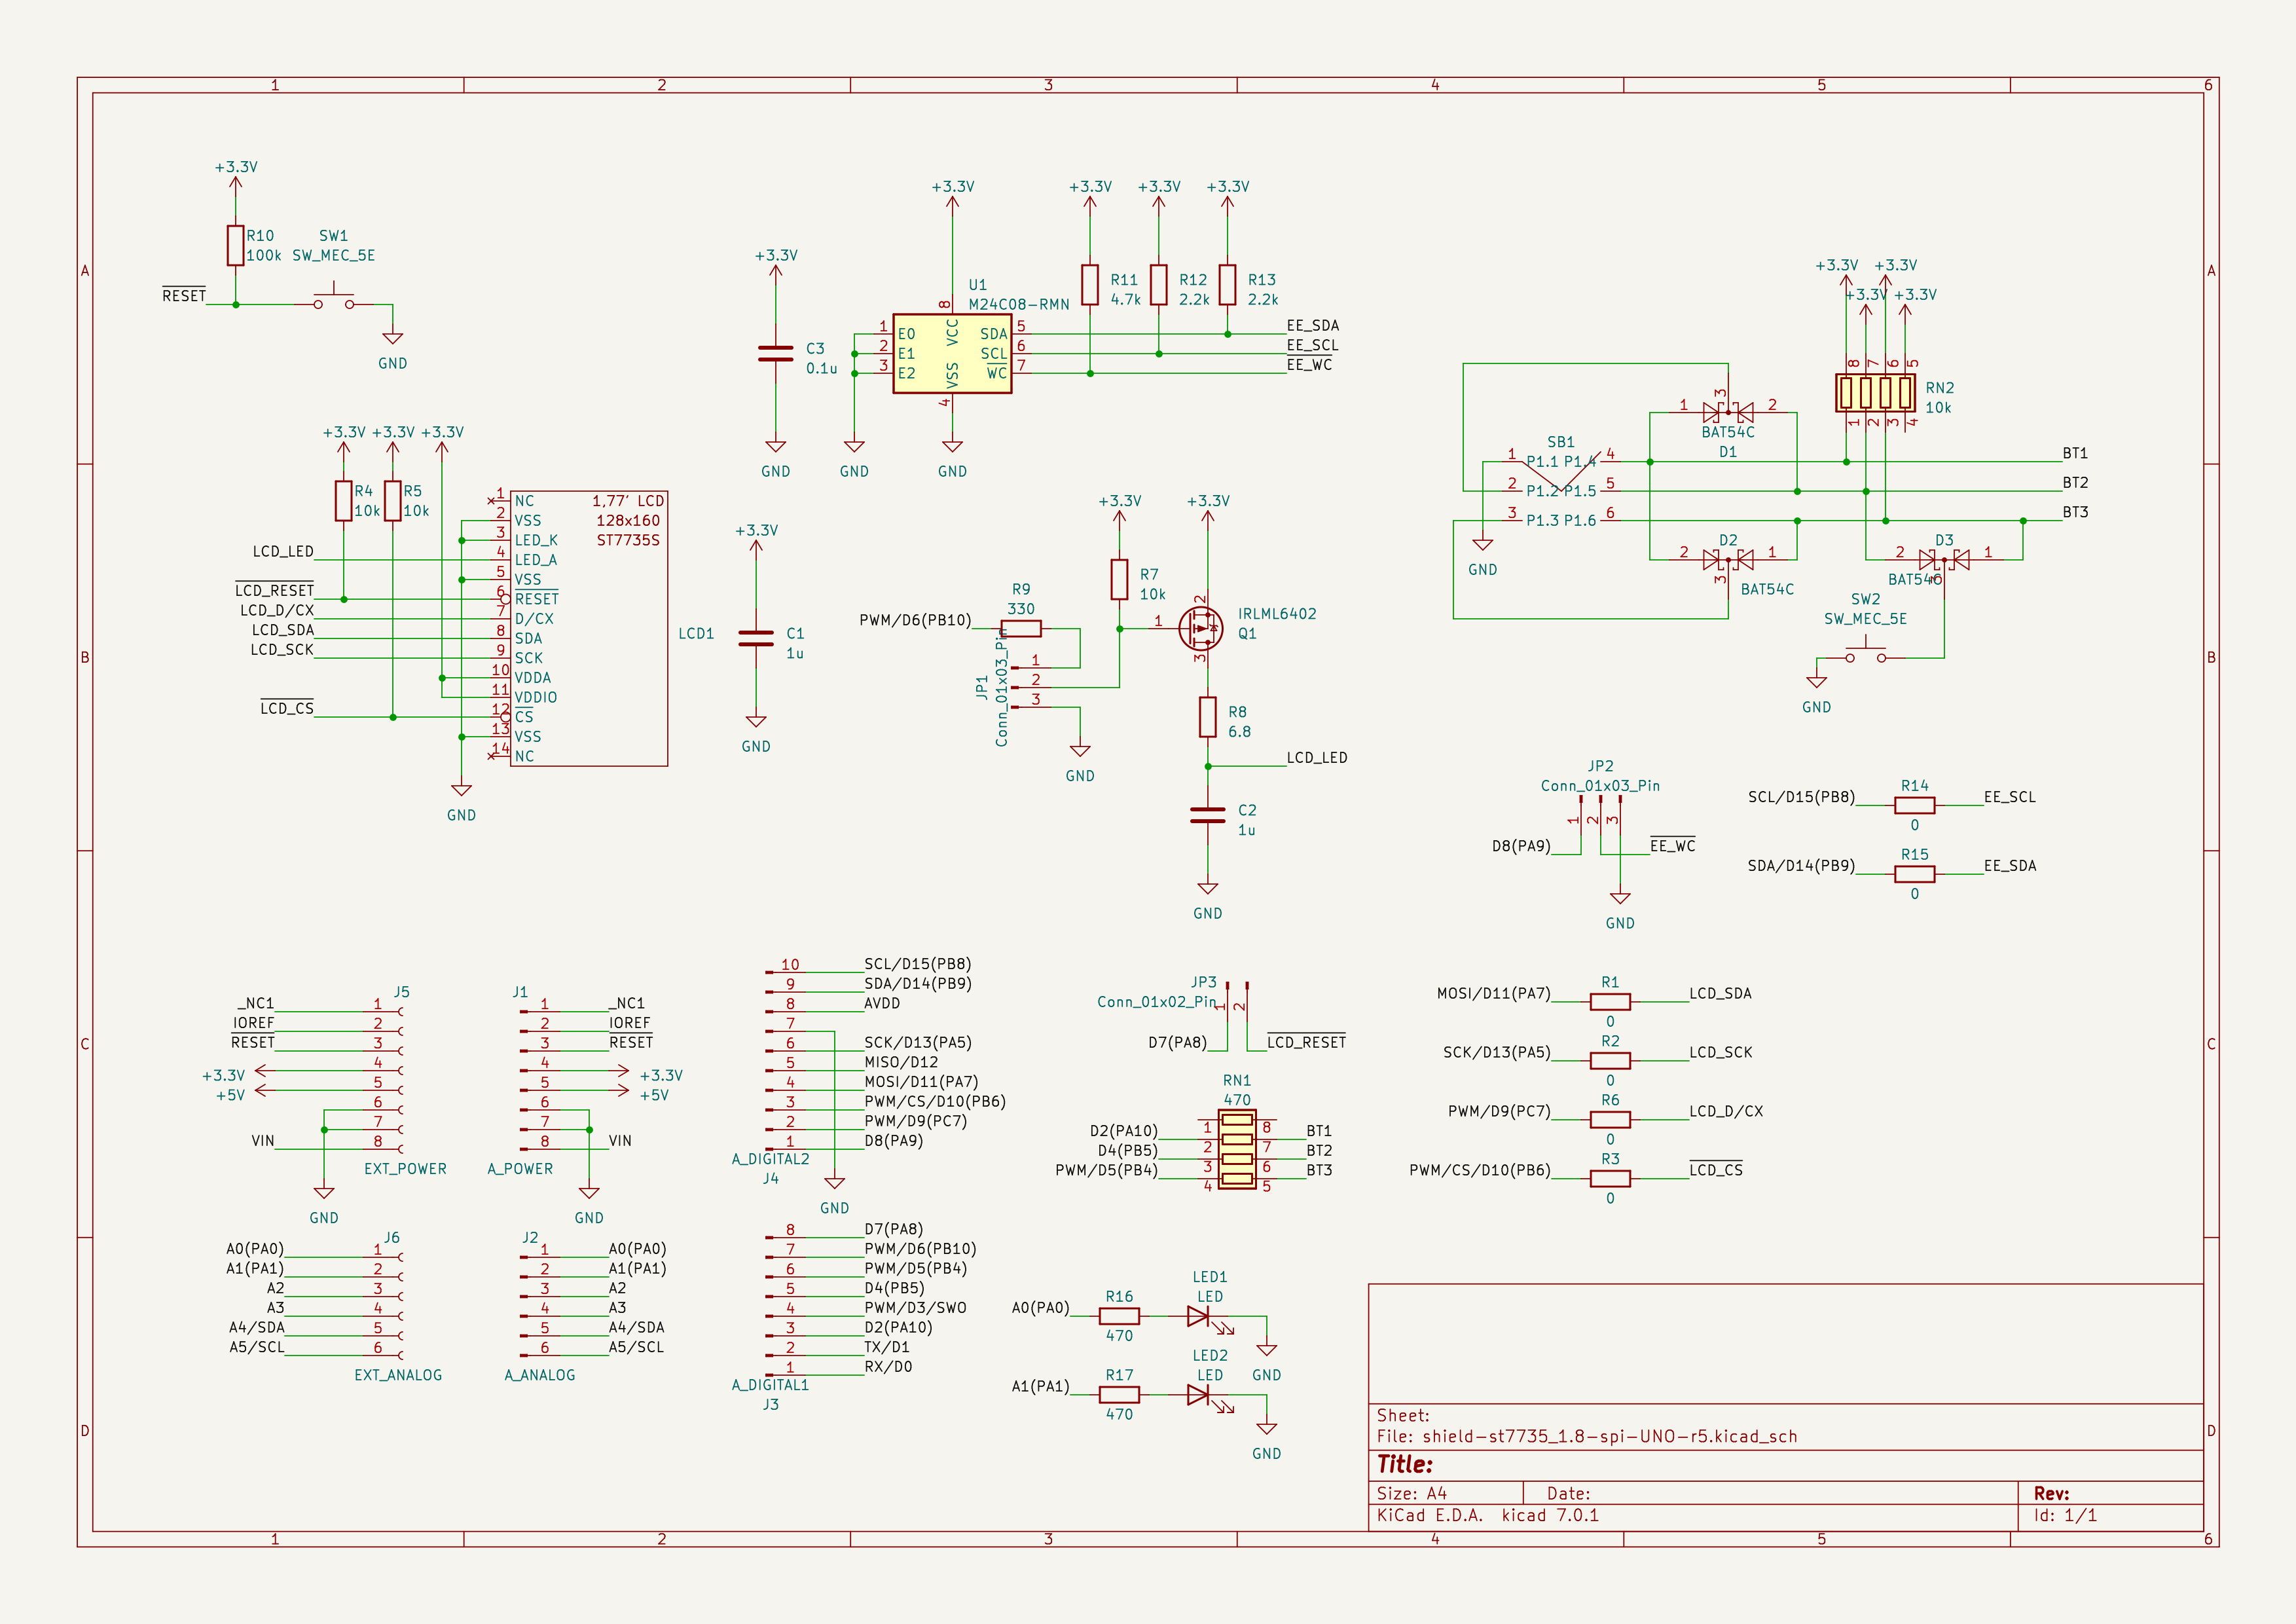 1 2 3 4 5 6
A A
B B
C C
D D
1 2 3 4 5 6
+3.3V
R10
100k
SW1
SW_MEC_5E
RESET
GND
+3.3V
C3
0.1u
GND
+3.3V
U1
M24C08-RMN
8
VCC
1 E0
2 E1
3 E2
SDA 5
SCL 6
WC 7
VSS
4
GND
GND
+3.3V +3.3V +3.3V
R11
4.7k
R12
2.2k
R13
2.2k
EE_SDA
EE_SCL
EE_WC
+3.3V +3.3V
+3.3V +3.3V
8 7 6 5
RN2
10k
1 2 3 4
3
1 2
BAT54C
D1
SB1
1 P1.1 P1.4 4
2 P1.2 P1.5 5
3 P1.3 P1.6 6
GND
BT1
BT2
BT3
D2
2 1
3
BAT54C
D3
2 1
3
BAT54C
SW2
SW_MEC_5E
GND
+3.3V +3.3V +3.3V
R4
10k
R5
10k
1,77´ LCD
128x160
ST7735S
LCD1
1 NC
2 VSS
3 LED_K
4 LED_A
5 VSS
6 RESET
7 D/CX
8 SDA
9 SCK
10 VDDA
11 VDDIO
12 CS
13 VSS
14 NC
LCD_LED
LCD_RESET
LCD_D/CX
LCD_SDA
LCD_SCK
LCD_CS
GND
+3.3V
C1
1u
GND
+3.3V +3.3V
R7
10k
R9
330
PWM/D6(PB10)
JP1
Conn_01x03_Pin
1
2
3
GND
1
2
3
IRLML6402
Q1
R8
6.8
LCD_LED
C2
1u
GND
JP2
Conn_01x03_Pin
1 2 3
D8(PA9)
EE_WC
GND
SCL/D15(PB8)
R14
0
EE_SCL
SDA/D14(PB9)
R15
0
EE_SDA
J5
_NC1 1
IOREF 2
RESET 3
+3.3V 4
+5V 5
6
7
VIN 8
EXT_POWER
GND
J1
1 _NC1
2 IOREF
3 RESET
4 +3.3V
5 +5V
6
7
8 VIN
A_POWER
GND
10 SCL/D15(PB8)
9 SDA/D14(PB9)
8 AVDD
7
6 SCK/D13(PA5)
5 MISO/D12
4 MOSI/D11(PA7)
3 PWM/CS/D10(PB6)
2 PWM/D9(PC7)
1 D8(PA9)
A_DIGITAL2
J4
GND
JP3
Conn_01x02_Pin
1 2
D7(PA8)
LCD_RESET
RN1
470
1 8
D2(PA10) 2 7 BT1
D4(PB5) 3 6 BT2
PWM/D5(PB4) 4 5 BT3
MOSI/D11(PA7)
R1
0
LCD_SDA
SCK/D13(PA5)
R2
0
LCD_SCK
PWM/D9(PC7)
R6
0
LCD_D/CX
PWM/CS/D10(PB6)
R3
0
LCD_CS
J6
A0(PA0) 1
A1(PA1) 2
A2 3
A3 4
A4/SDA 5
A5/SCL 6
EXT_ANALOG
J2
1 A0(PA0)
2 A1(PA1)
3 A2
4 A3
5 A4/SDA
6 A5/SCL
A_ANALOG
8 D7(PA8)
7 PWM/D6(PB10)
6 PWM/D5(PB4)
5 D4(PB5)
4 PWM/D3/SWO
3 D2(PA10)
2 TX/D1
1 RX/D0
A_DIGITAL1
J3
A0(PA0)
R16
470
LED1
LED
GND
A1(PA1)
R17
470
LED2
LED
GND
Sheet:
File: shield-st7735_1.8-spi-UNO-r5.kicad_sch
Title:
Size: A4 Date: Rev:
KiCad E.D.A. kicad 7.0.1 Id: 1/1